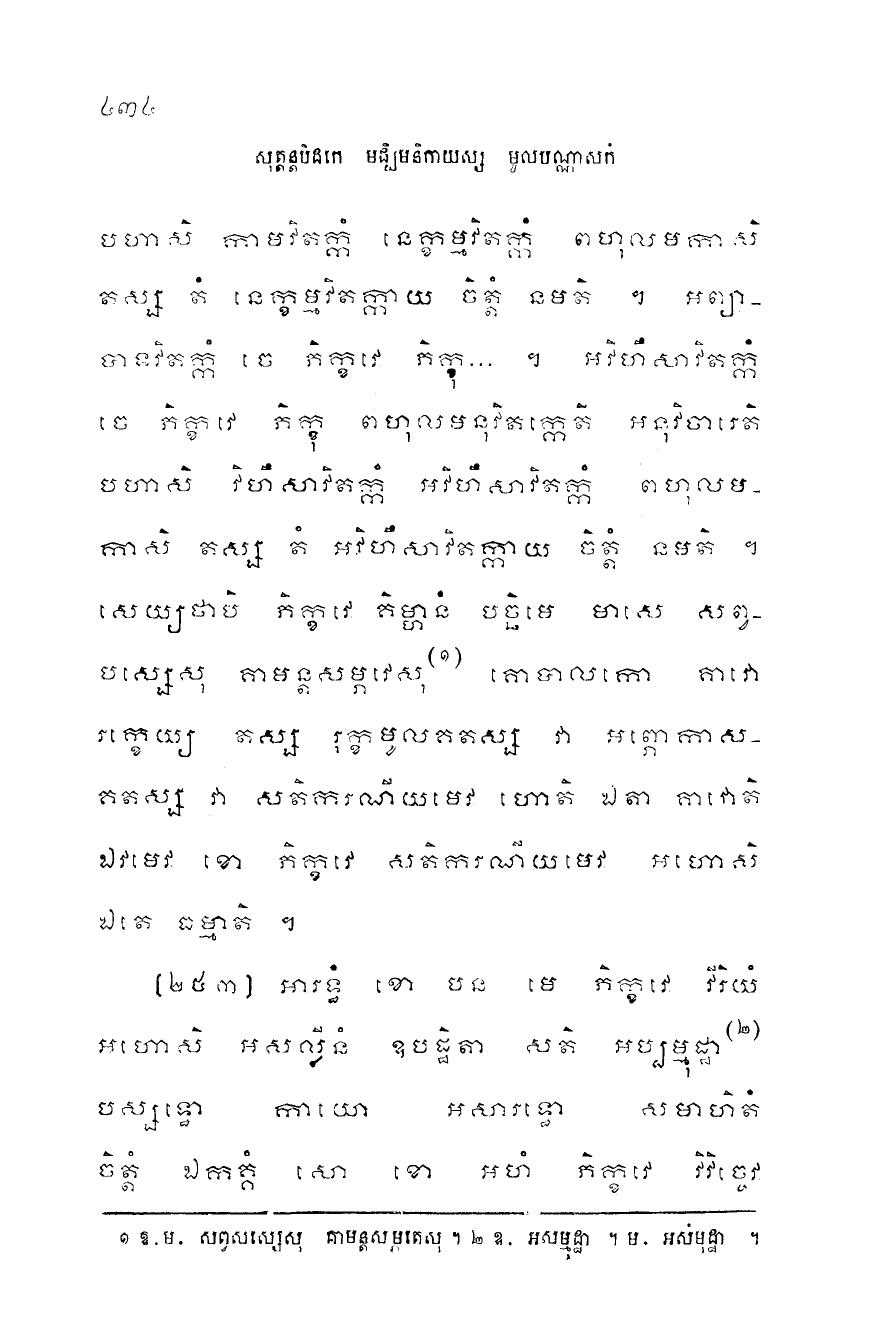 ៤៣៤
សុត្តន្តបិដកេ មជ្ឈិមនិកាយស្ស មូលបណ្ណាសកំ
បហាសិ កាមវិតក្កំ នេក្ខម្មវិតក្កំ ពហុលមកាសិ
តស្ស តំ នេក្ខម្មវិតក្កាយ ចិត្តំ នមតិ ។ អព្យា-
បាទវិតក្កំ ចេ ភិក្ខវេ ភិក្ខុ... ។ អវិហឹសាវិតក្កំ
ចេ ភិក្ខវេ ភិក្ខុ ពហុលមនុវិតក្កេតិ អនុវិចារេតិ
បហាសិ វិហឹសាវិតក្កំ អវិហឹសាវិតក្កំ ពហុលម-
កាសិ តស្ស តំ អវិហឹសាវិតក្កាយ ចិត្តំ នមតិ ។
សេយ្យថាបិ ភិក្ខវេ គិម្ហានំ បច្ឆិមេ មាសេ សព្វ-
បស្សេសុ គាមន្តសម្ភវេសុ(១) គោបាលកោ គាវោ
រក្ខេយ្យ តស្ស រុក្ខមូលគតស្ស វា អព្ភោកាស-
គតស្ស វា សតិករណីយមេវ ហោតិ ឯតា គាវោតិ
ឯវមេវ ខោ ភិក្ខវេ សតិករណីយមេវ អហោសិ
ឯតេ ធម្មាតិ ។
[២៥៣] អារទ្ធំ ខោ បន មេ ភិក្ខវេ វីរិយំ
អហោសិ អសល្លីនំ ឧបដ្ឋិតា សតិ អប្បម្មុដ្ឋា(២)
បស្សទ្ធោ កាយោ អសារទ្ធោ សមាហិតំ
ចិត្តំ ឯកគ្គំ សោ ខោ អហំ ភិក្ខវេ វិវិច្ចេវ
១ ឱ.ម. សព្វសស្សេសុ គាមន្តសម្ភតេសុ ។ ២ ឱ. អសម្មុដ្ឋា ។ ម. អសំមុដ្ឋា ។